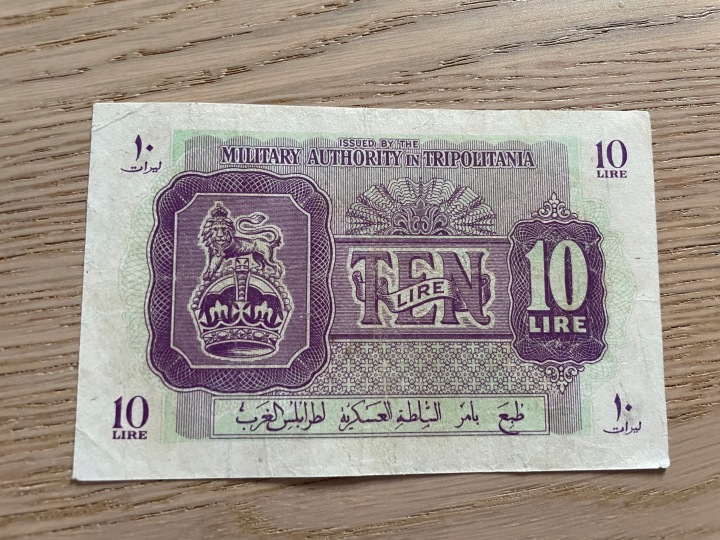 ١٠
ليرات
ISSUED BY THE
MILITARY AUTHORITY IN TRIPOLITANIA
10
LIRE
TEN
LIRE
10
LIRE
طبع بامر السلطة العسكرية لطرابلس الغرب
10
LIRE
١٠
ليرات